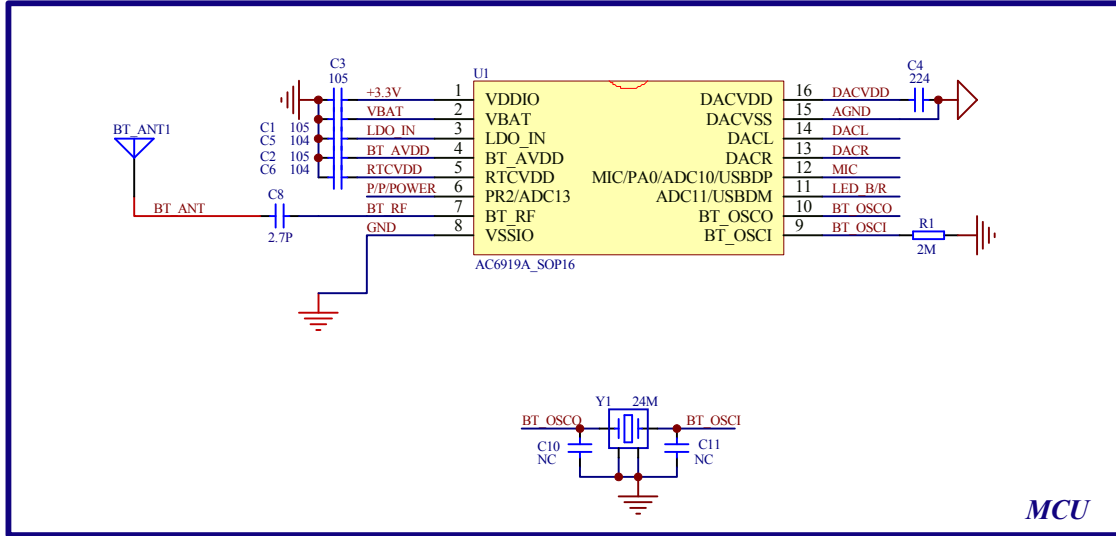 C3
105
U1
C4
224
+3.3V 1 VDDIO DACVDD 16 DACVDD
VBAT 2 VBAT DACVSS 15 AGND
C1 105 LDO_IN 3 LDO_IN DACL 14 DACL
C5 104 BT_AVDD 4 BT_AVDD DACR 13 DACR
C2 105 RTCVDD 5 RTCVDD MIC/PA0/ADC10/USBDP 12 MIC
C6 104 P/P/POWER 6 PR2/ADC13 ADC11/USBDM 11 LED_B/R
BT_ANT1
BT_ANT C8 2.7P BT_RF 7 BT_RF BT_OSCO 10 BT_OSCO
GND 8 VSSIO BT_OSCI 9 BT_OSCI R1 2M
AC6919A_SOP16
Y1 24M
BT_OSCO BT_OSCI
C10 C11
NC NC
MCU